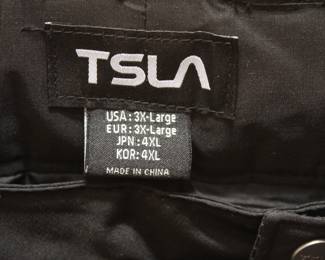 TSLA
USA: 3X-Large
EUR: 3X-Large
JPN: 4XL
KOR: 4XL
MADE IN CHINA